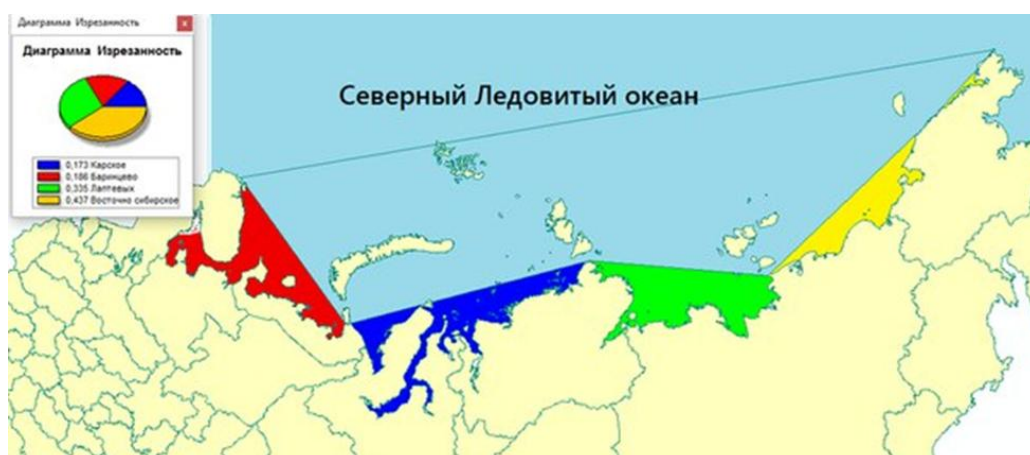 Диаграмма Изрезанность
x
Диаграмма Изрезанность
0,173 Карское
0,186 Баринцево
0,335 Лаптевых
0,437 Восточно сибирское
Северный Ледовитый океан